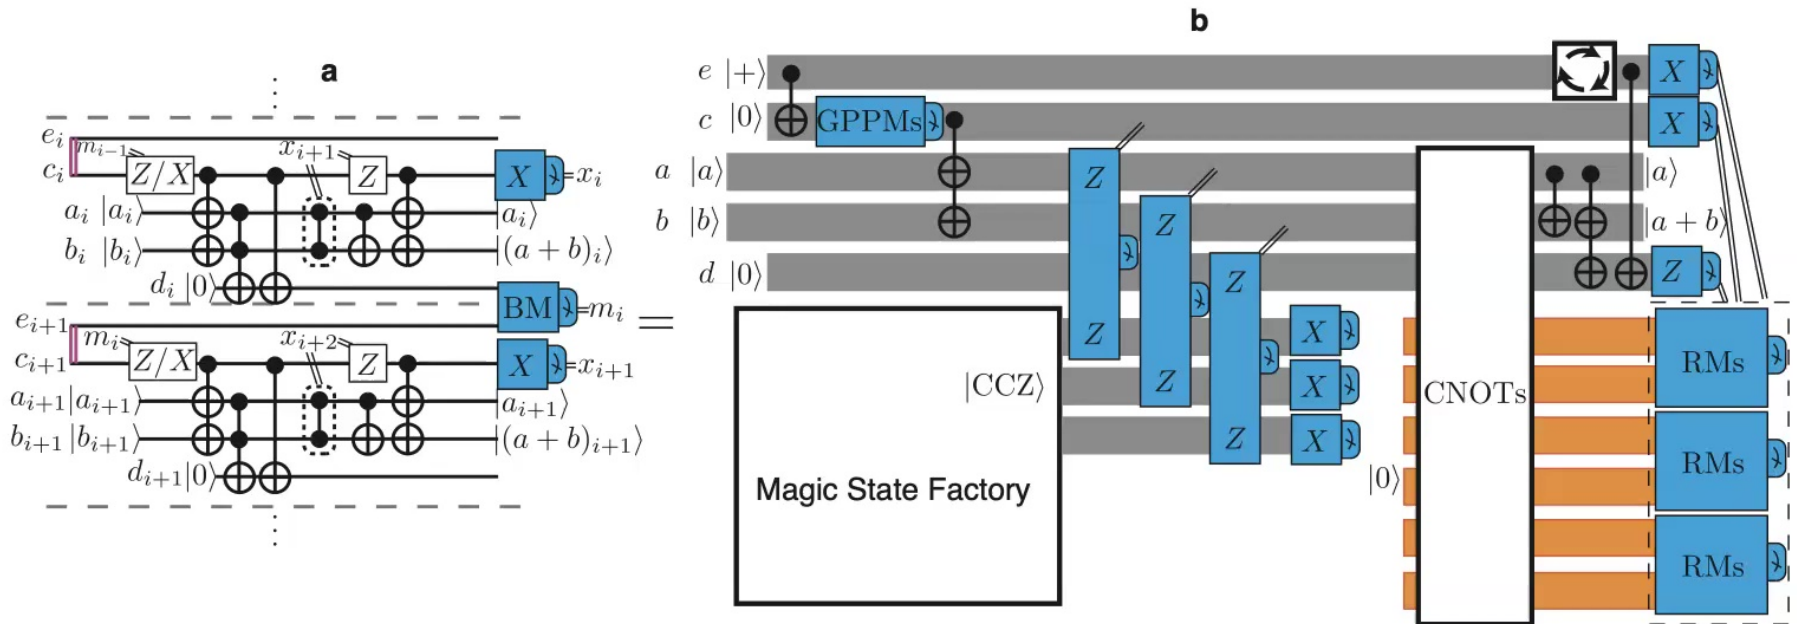 a
⋮
e_i
m_{i−1}
x_{i+1}
c_i
Z/X
Z
X
=x_i
a_i |a_i⟩
|a_i⟩
b_i |b_i⟩
|(a + b)_i⟩
d_i |0⟩
BM
=m_i
e_{i+1}
m_i
x_{i+2}
c_{i+1}
Z/X
Z
X
=x_{i+1}
a_{i+1}|a_{i+1}⟩
|a_{i+1}⟩
b_{i+1}|b_{i+1}⟩
|(a + b)_{i+1}⟩
d_{i+1}|0⟩
⋮
=
b
e |+⟩
X
c |0⟩
GPPMs
X
a |a⟩
Z
|a⟩
b |b⟩
Z
|a + b⟩
d |0⟩
Z
Z
Z
X
|CCZ⟩
Z
X
Z
X
Magic State Factory
|0⟩
CNOTs
RMs
RMs
RMs